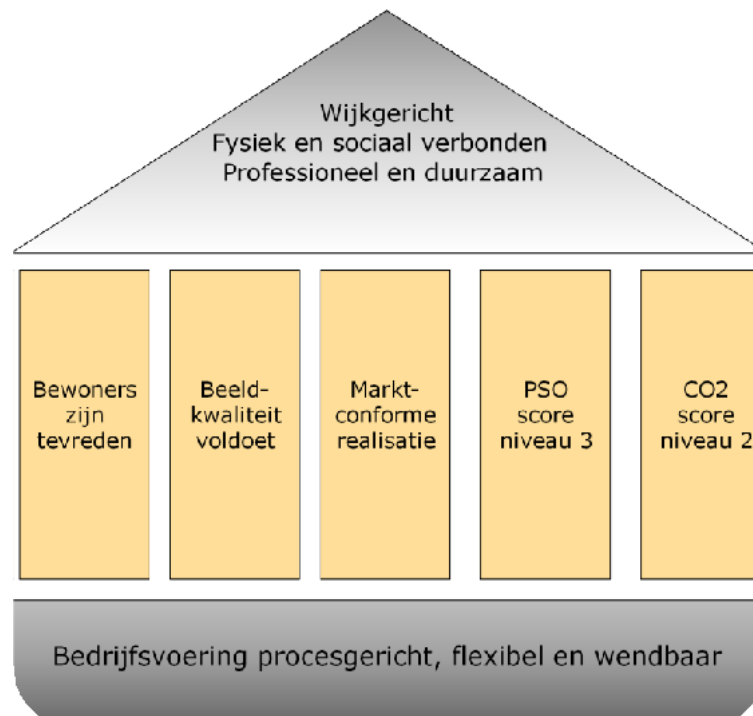 Wijkgericht
Fysiek en sociaal verbonden
Professioneel en duurzaam
Bewoners
zijn
tevreden
Beeld-
kwaliteit
voldoet
Markt-
conforme
realisatie
PSO
score
niveau 3
CO2
score
niveau 2
Bedrijfsvoering procesgericht, flexibel en wendbaar